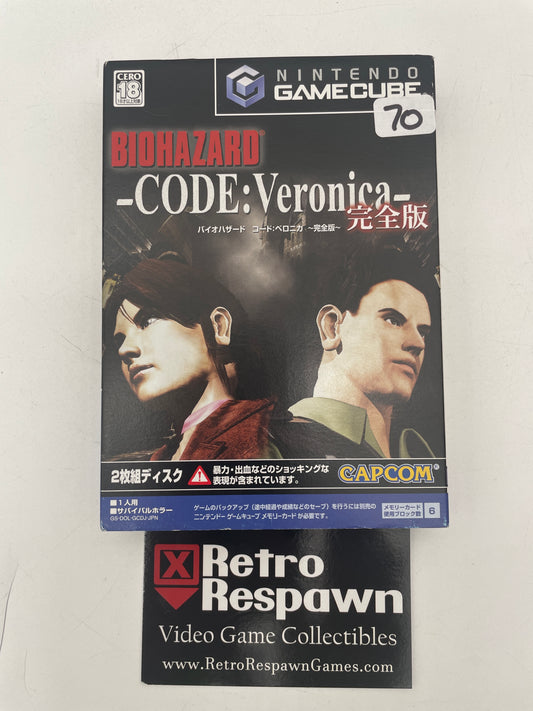 CERO
18
18才以上対象
NINTENDO
GAMECUBE
70
BIOHAZARD®
-CODE:Veronica-
完全版
バイオハザード コード:ベロニカ ~完全版~
2枚組ディスク
暴力・出血などのショッキングな
表現が含まれています。
CAPCOM®
■1人用
■サバイバルホラー
GS-DOL-GCDJ-JPN
ゲームのバックアップ(途中経過や成績などのセーブ)を行うには別売の
ニンテンドー ゲームキューブ メモリーカードが必要です。
メモリーカード
使用ブロック数
6
X Retro
Respawn
Video Game Collectibles
www.RetroRespawnGames.com